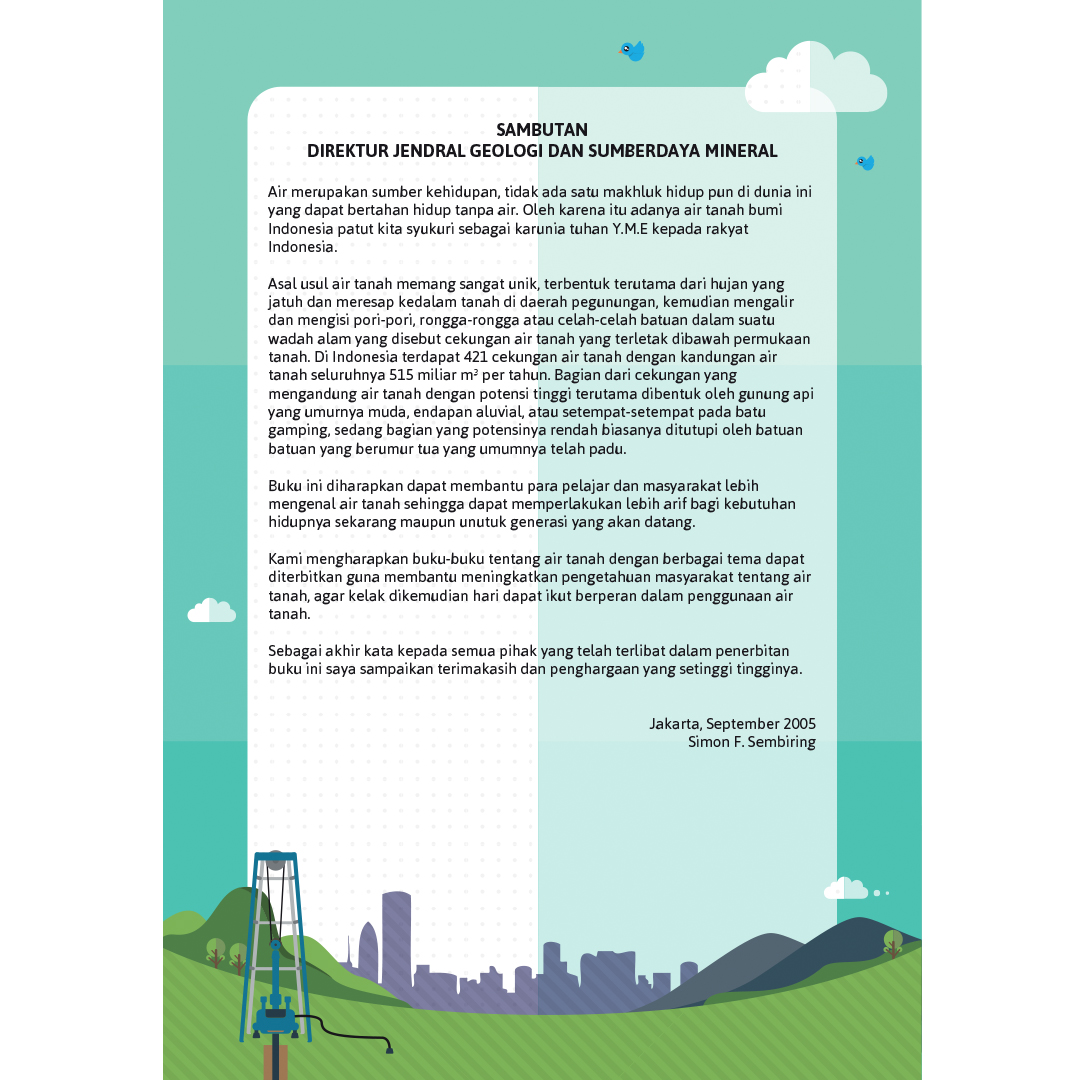 SAMBUTAN
DIREKTUR JENDRAL GEOLOGI DAN SUMBERDAYA MINERAL
Air merupakan sumber kehidupan, tidak ada satu makhluk hidup pun di dunia ini
yang dapat bertahan hidup tanpa air. Oleh karena itu adanya air tanah bumi
Indonesia patut kita syukuri sebagai karunia tuhan Y.M.E kepada rakyat
Indonesia.
Asal usul air tanah memang sangat unik, terbentuk terutama dari hujan yang
jatuh dan meresap kedalam tanah di daerah pegunungan, kemudian mengalir
dan mengisi pori-pori, rongga-rongga atau celah-celah batuan dalam suatu
wadah alam yang disebut cekungan air tanah yang terletak dibawah permukaan
tanah. Di Indonesia terdapat 421 cekungan air tanah dengan kandungan air
tanah seluruhnya 515 miliar m³ per tahun. Bagian dari cekungan yang
mengandung air tanah dengan potensi tinggi terutama dibentuk oleh gunung api
yang umurnya muda, endapan aluvial, atau setempat-setempat pada batu
gamping, sedang bagian yang potensinya rendah biasanya ditutupi oleh batuan
batuan yang berumur tua yang umumnya telah padu.
Buku ini diharapkan dapat membantu para pelajar dan masyarakat lebih
mengenal air tanah sehingga dapat memperlakukan lebih arif bagi kebutuhan
hidupnya sekarang maupun unutuk generasi yang akan datang.
Kami mengharapkan buku-buku tentang air tanah dengan berbagai tema dapat
diterbitkan guna membantu meningkatkan pengetahuan masyarakat tentang air
tanah, agar kelak dikemudian hari dapat ikut berperan dalam penggunaan air
tanah.
Sebagai akhir kata kepada semua pihak yang telah terlibat dalam penerbitan
buku ini saya sampaikan terimakasih dan penghargaan yang setinggi tingginya.
Jakarta, September 2005
Simon F. Sembiring